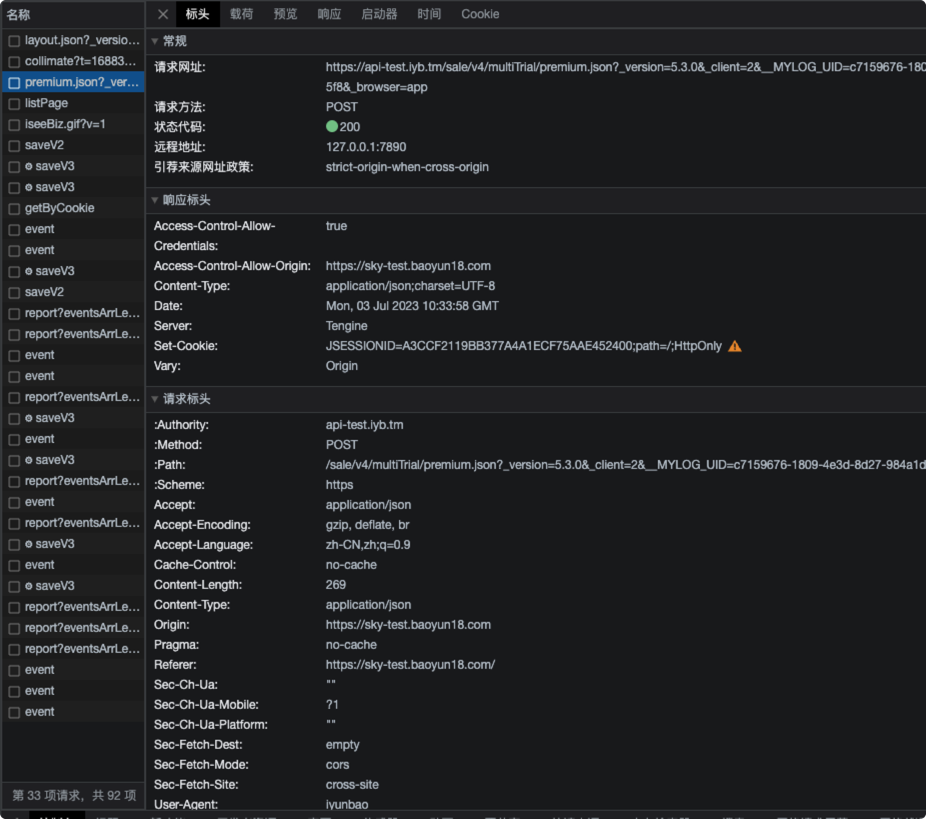 名称
layout.json?_versio...
collimate?t=16883...
premium.json?_ver...
listPage
iseeBiz.gif?v=1
saveV2
saveV3
saveV3
getByCookie
event
event
saveV3
saveV2
report?eventsArrLe...
report?eventsArrLe...
event
event
report?eventsArrLe...
saveV3
event
saveV3
report?eventsArrLe...
event
report?eventsArrLe...
saveV3
event
saveV3
report?eventsArrLe...
report?eventsArrLe...
report?eventsArrLe...
event
event
event
第 33 项请求，共 92 项
标头 载荷 预览 响应 启动器 时间 Cookie
常规
请求网址: https://api-test.iyb.tm/sale/v4/multiTrial/premium.json?_version=5.3.0&_client=2&__MYLOG_UID=c7159676-180
5f8&_browser=app
请求方法: POST
状态代码: 200
远程地址: 127.0.0.1:7890
引荐来源网址政策: strict-origin-when-cross-origin
响应标头
Access-Control-Allow- true
Credentials:
Access-Control-Allow-Origin: https://sky-test.baoyun18.com
Content-Type: application/json;charset=UTF-8
Date: Mon, 03 Jul 2023 10:33:58 GMT
Server: Tengine
Set-Cookie: JSESSIONID=A3CCF2119BB377A4A1ECF75AAE452400;path=/;HttpOnly
Vary: Origin
请求标头
:Authority: api-test.iyb.tm
:Method: POST
:Path: /sale/v4/multiTrial/premium.json?_version=5.3.0&_client=2&__MYLOG_UID=c7159676-1809-4e3d-8d27-984a1d
:Scheme: https
Accept: application/json
Accept-Encoding: gzip, deflate, br
Accept-Language: zh-CN,zh;q=0.9
Cache-Control: no-cache
Content-Length: 269
Content-Type: application/json
Origin: https://sky-test.baoyun18.com
Pragma: no-cache
Referer: https://sky-test.baoyun18.com/
Sec-Ch-Ua: ""
Sec-Ch-Ua-Mobile: ?1
Sec-Ch-Ua-Platform: ""
Sec-Fetch-Dest: empty
Sec-Fetch-Mode: cors
Sec-Fetch-Site: cross-site
User-Agent: iyunbao